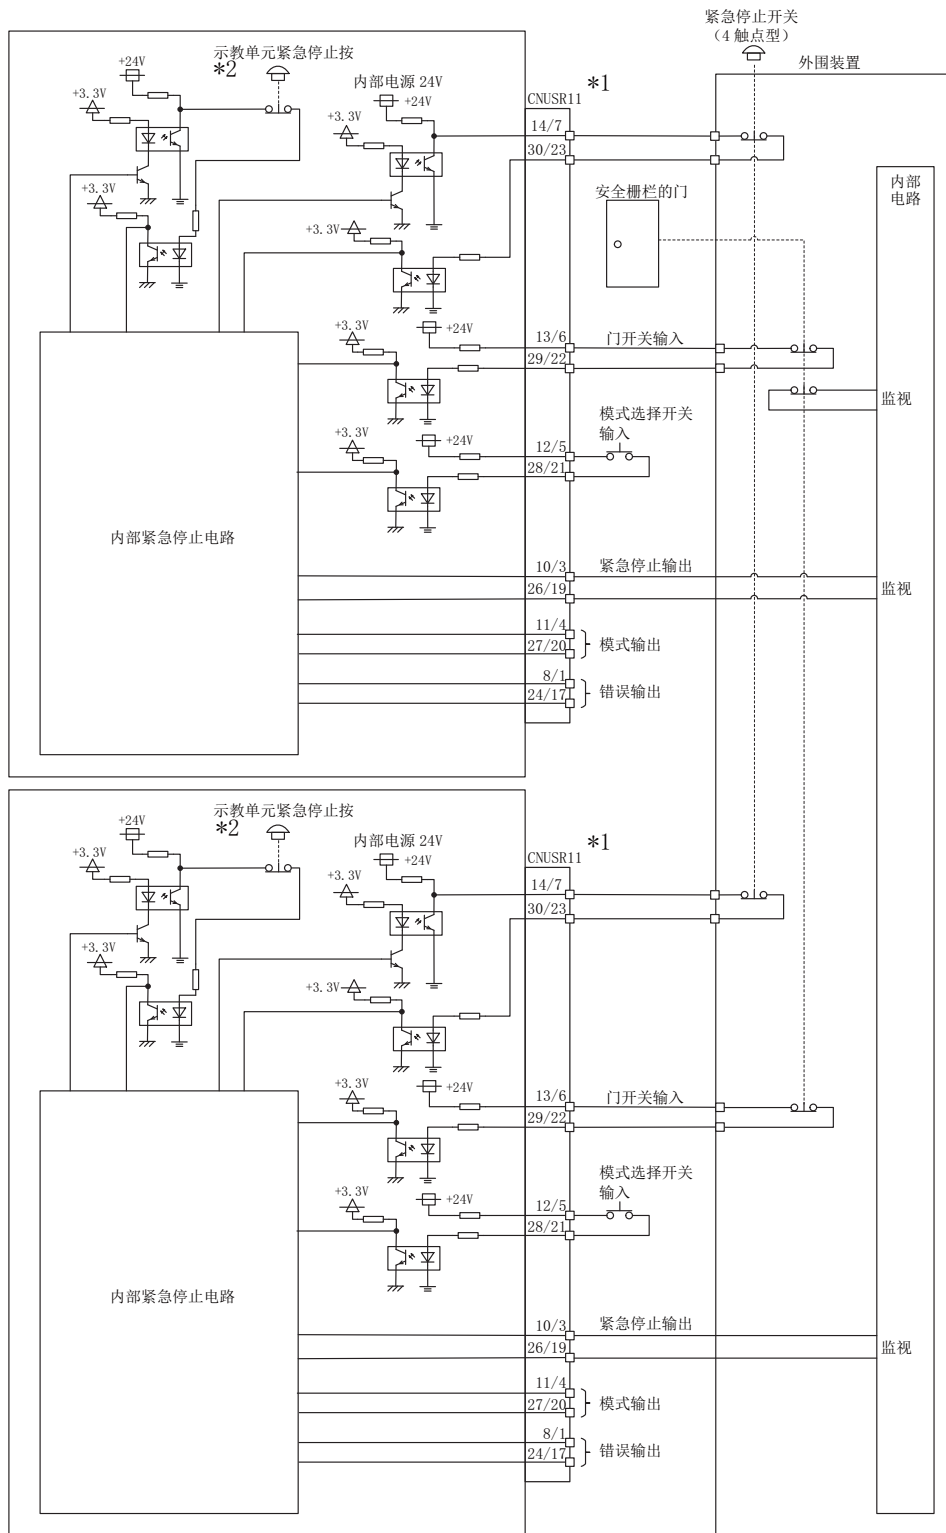 紧急停止开关
（4 触点型）
外围装置
示教单元紧急停止按
*2
+24V
+3.3V
内部电源 24V
+24V
+3.3V
CNUSR11
*1
14/7
30/23
+3.3V
+3.3V
安全栅栏的门
内部
电路
+3.3V
+24V
13/6
门开关输入
29/22
监视
+3.3V
+24V
模式选择开关
输入
12/5
28/21
内部紧急停止电路
10/3
紧急停止输出
26/19
监视
11/4
27/20
模式输出
8/1
24/17
错误输出
示教单元紧急停止按
*2
+24V
+3.3V
内部电源 24V
+24V
+3.3V
CNUSR11
*1
14/7
30/23
+3.3V
+3.3V
+3.3V
+24V
13/6
门开关输入
29/22
+3.3V
+24V
模式选择开关
输入
12/5
28/21
内部紧急停止电路
10/3
紧急停止输出
26/19
监视
11/4
27/20
模式输出
8/1
24/17
错误输出